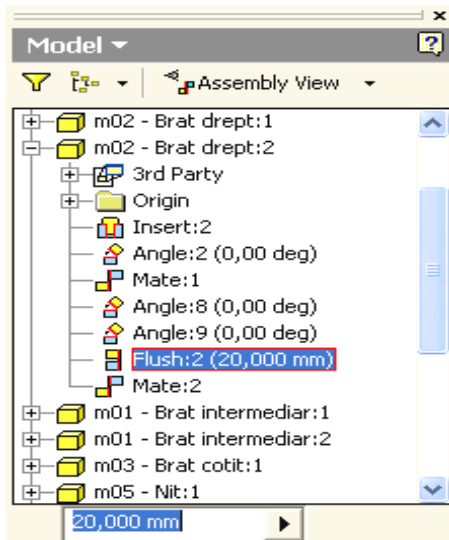 Model
Assembly View
m02 - Brat drept:1
m02 - Brat drept:2
3rd Party
Origin
Insert:2
Angle:2 (0,00 deg)
Mate:1
Angle:8 (0,00 deg)
Angle:9 (0,00 deg)
Flush:2 (20,000 mm)
Mate:2
m01 - Brat intermediar:1
m01 - Brat intermediar:2
m03 - Brat cotit:1
m05 - Nit:1
20,000 mm